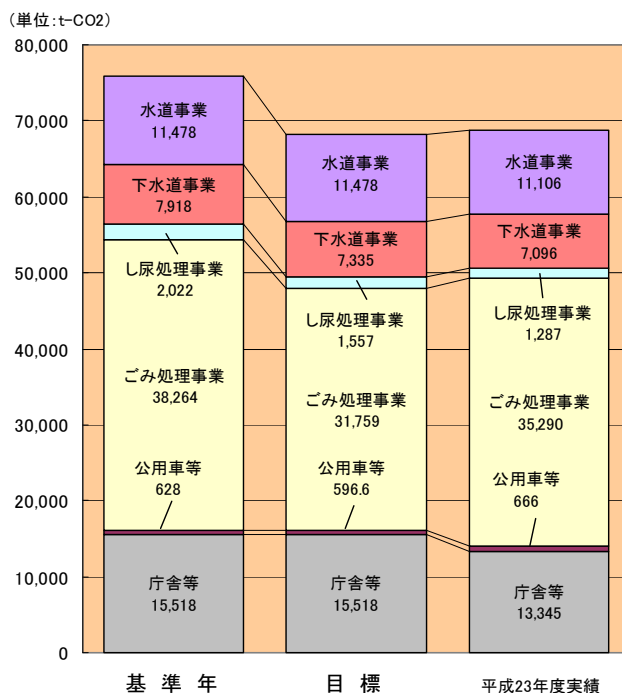 (単位:t-CO2)
80,000
70,000
60,000
50,000
40,000
30,000
20,000
10,000
0
水道事業
11,478
下水道事業
7,918
し尿処理事業
2,022
ごみ処理事業
38,264
公用車等
628
庁舎等
15,518
基準年
水道事業
11,478
下水道事業
7,335
し尿処理事業
1,557
ごみ処理事業
31,759
公用車等
596.6
庁舎等
15,518
目標
水道事業
11,106
下水道事業
7,096
し尿処理事業
1,287
ごみ処理事業
35,290
公用車等
666
庁舎等
13,345
平成23年度実績